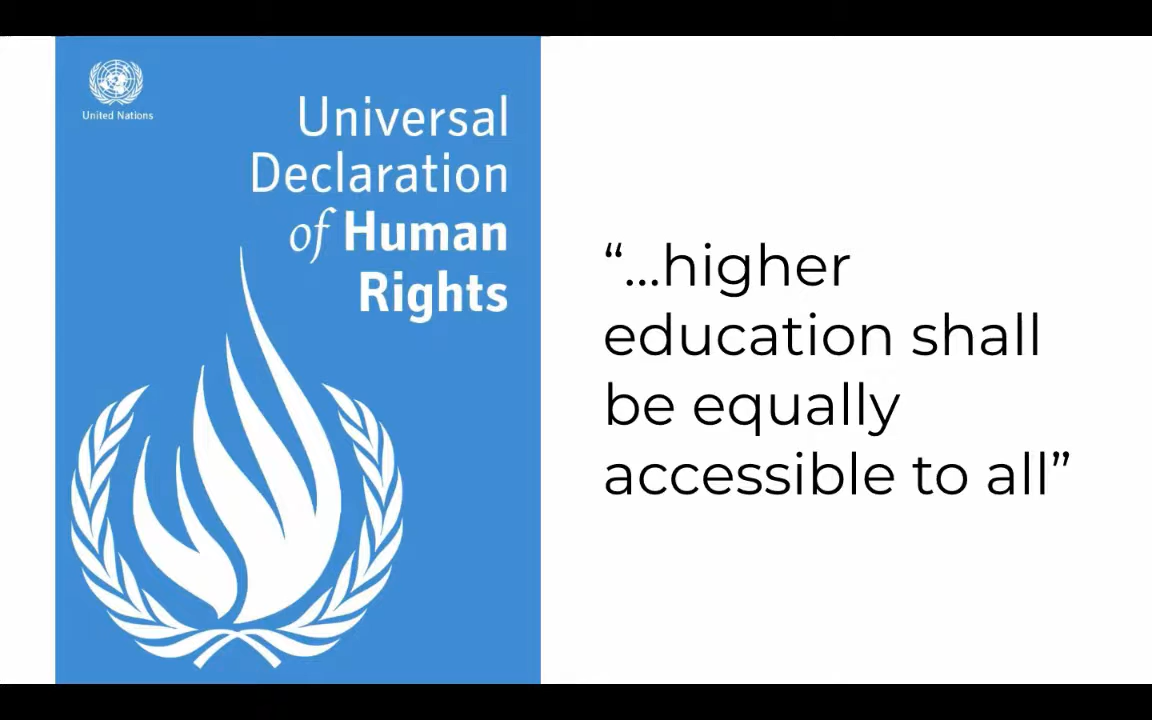 United Nations
Universal
Declaration
of Human
Rights
“...higher
education shall
be equally
accessible to all”